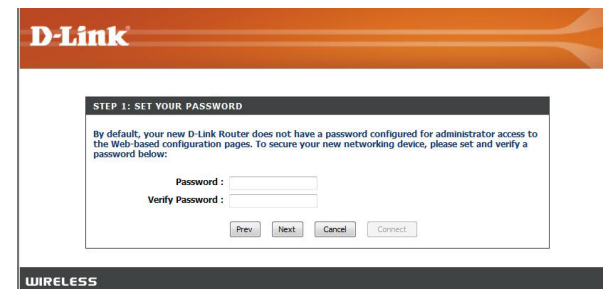 D-Link
STEP 1: SET YOUR PASSWORD
By default, your new D-Link Router does not have a password configured for administrator access to
the Web-based configuration pages. To secure your new networking device, please set and verify a
password below:
Password :
Verify Password :
Prev Next Cancel Connect
WIRELESS